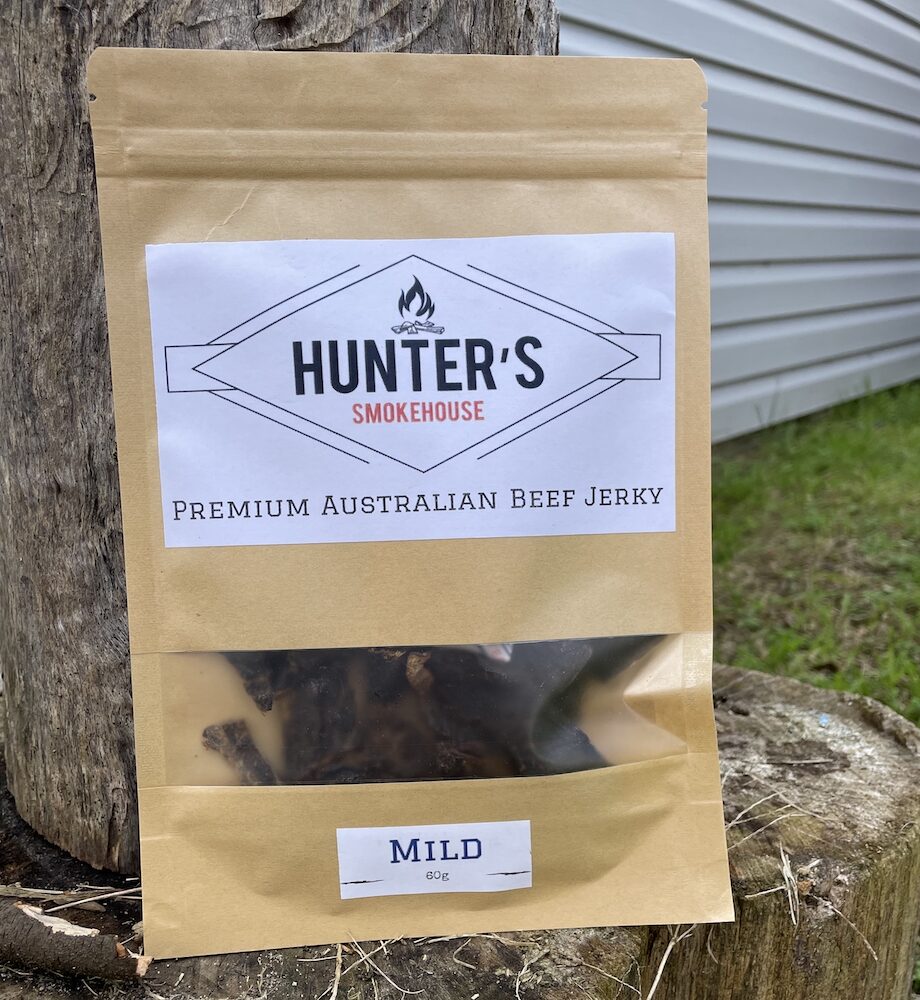 HUNTER'S
SMOKEHOUSE
PREMIUM AUSTRALIAN BEEF JERKY
MILD
60g